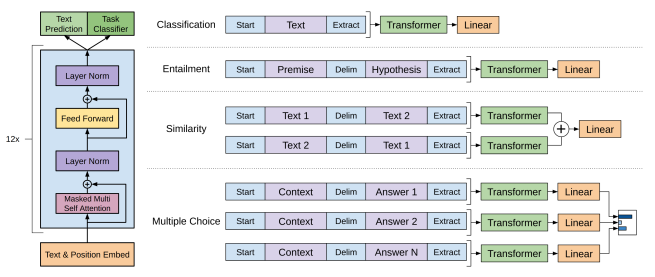 Text Prediction
Task Classifier
12x
Layer Norm
Feed Forward
Layer Norm
Masked Multi Self Attention
Text & Position Embed
Classification
Start Text Extract Transformer Linear
Entailment
Start Premise Delim Hypothesis Extract Transformer Linear
Similarity
Start Text 1 Delim Text 2 Extract Transformer
Start Text 2 Delim Text 1 Extract Transformer
Linear
Multiple Choice
Start Context Delim Answer 1 Extract Transformer Linear
Start Context Delim Answer 2 Extract Transformer Linear
Start Context Delim Answer N Extract Transformer Linear